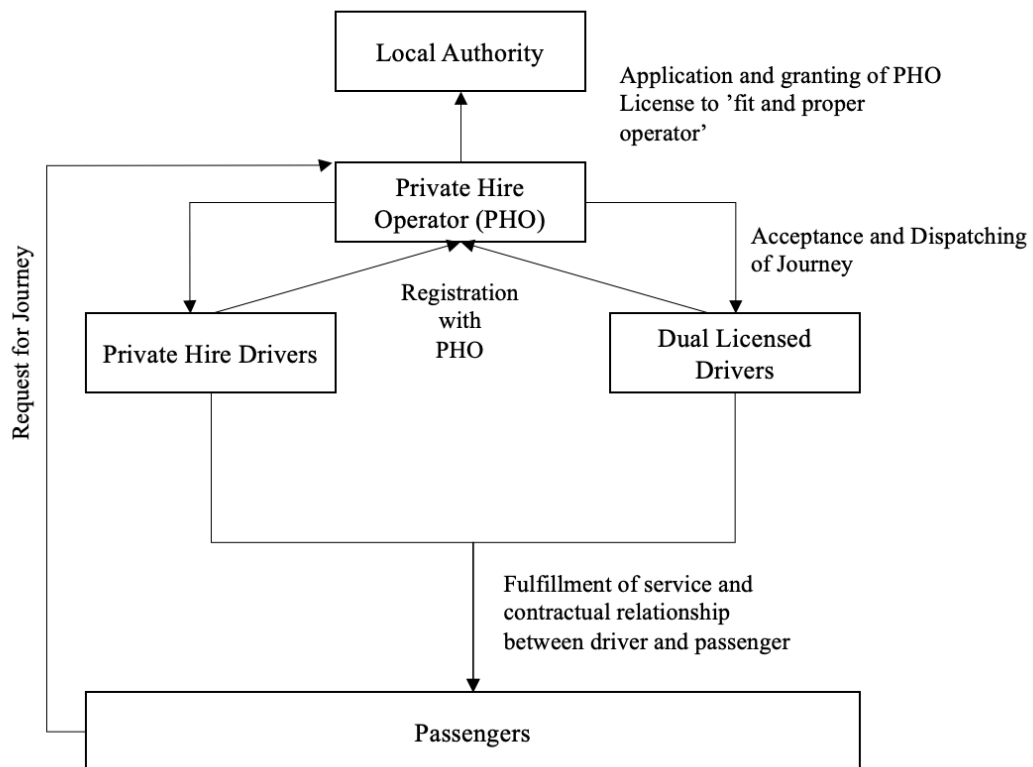 Local Authority
Application and granting of PHO
License to ’fit and proper
operator’
Private Hire
Operator (PHO)
Acceptance and Dispatching
of Journey
Registration
with
PHO
Request for Journey
Private Hire Drivers
Dual Licensed
Drivers
Fulfillment of service and
contractual relationship
between driver and passenger
Passengers